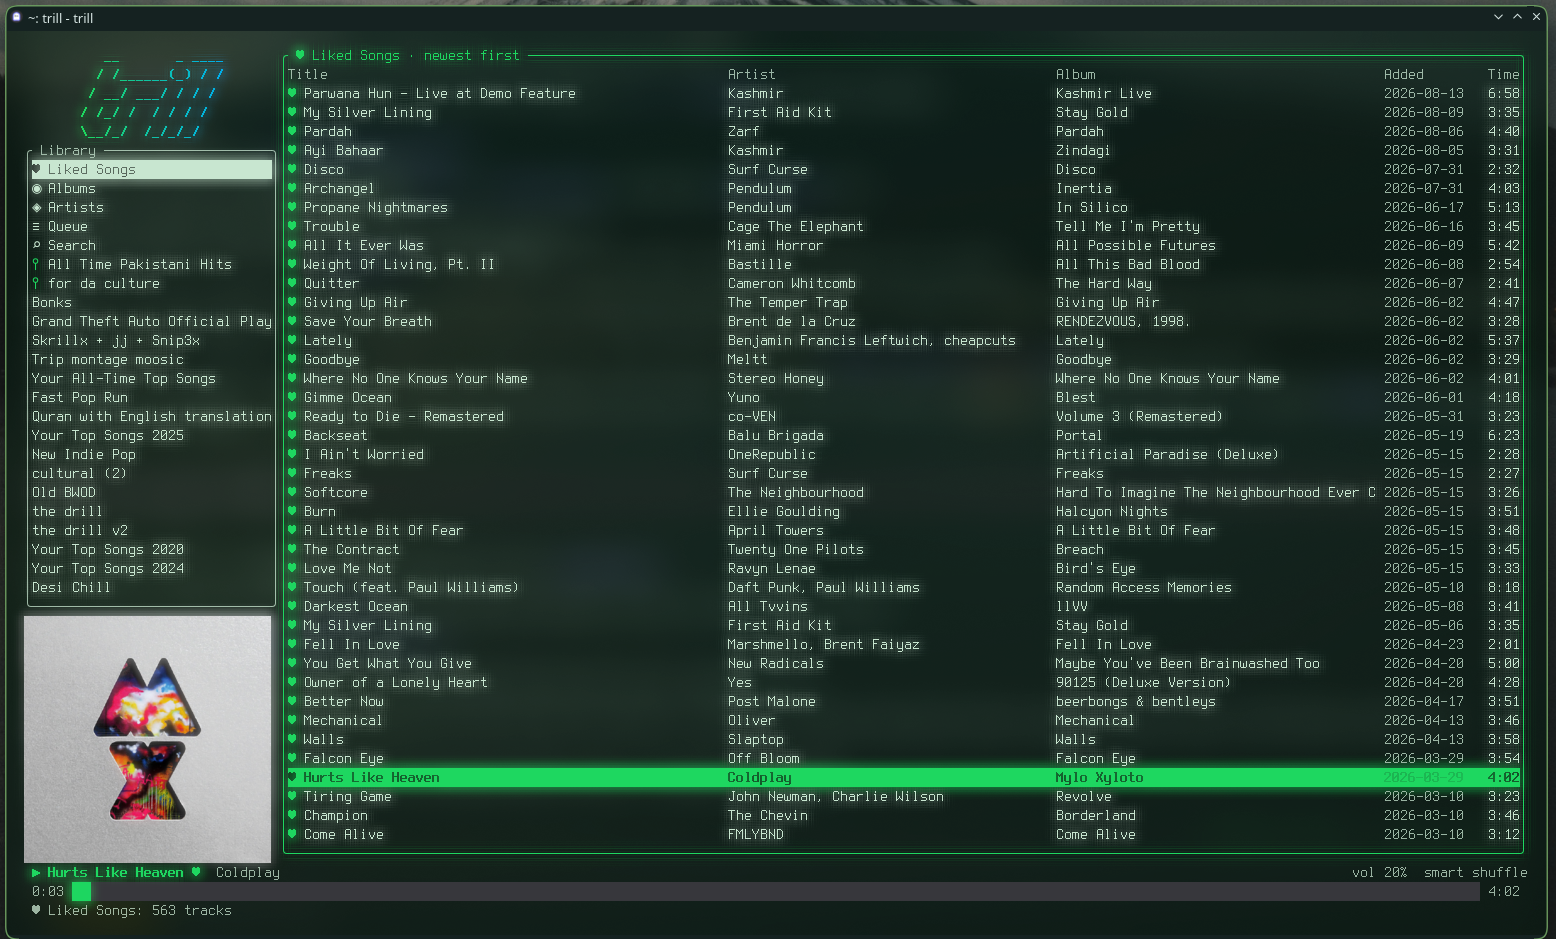 ~: trill - trill
Library
Liked Songs
Albums
Artists
Queue
Search
All Time Pakistani Hits
for da culture
Bonks
Grand Theft Auto Official Play
Skrillx + jj + Snip3x
Trip montage moosic
Your All-Time Top Songs
Fast Pop Run
Quran with English translation
Your Top Songs 2025
New Indie Pop
cultural (2)
Old BWOD
the drill
the drill v2
Your Top Songs 2020
Your Top Songs 2024
Desi Chill
♥ Liked Songs · newest first
Title Artist Album Added Time
♥ Parwana Hun - Live at Demo Feature Kashmir Kashmir Live 2026-08-13 6:58
♥ My Silver Lining First Aid Kit Stay Gold 2026-08-09 3:35
♥ Pardah Zarf Pardah 2026-08-06 4:40
♥ Ayi Bahaar Kashmir Zindagi 2026-08-05 3:31
♥ Disco Surf Curse Disco 2026-07-31 2:32
♥ Archangel Pendulum Inertia 2026-07-31 4:03
♥ Propane Nightmares Pendulum In Silico 2026-06-17 5:13
♥ Trouble Cage The Elephant Tell Me I'm Pretty 2026-06-16 3:45
♥ All It Ever Was Miami Horror All Possible Futures 2026-06-09 5:42
♥ Weight Of Living, Pt. II Bastille All This Bad Blood 2026-06-08 2:54
♥ Quitter Cameron Whitcomb The Hard Way 2026-06-07 2:41
♥ Giving Up Air The Temper Trap Giving Up Air 2026-06-02 4:47
♥ Save Your Breath Brent de la Cruz RENDEZVOUS, 1998. 2026-06-02 3:28
♥ Lately Benjamin Francis Leftwich, cheapcuts Lately 2026-06-02 5:37
♥ Goodbye Meltt Goodbye 2026-06-02 3:29
♥ Where No One Knows Your Name Stereo Honey Where No One Knows Your Name 2026-06-02 4:01
♥ Gimme Ocean Yuno Blest 2026-06-01 4:18
♥ Ready to Die - Remastered co-VEN Volume 3 (Remastered) 2026-05-31 3:23
♥ Backseat Balu Brigada Portal 2026-05-19 6:23
♥ I Ain't Worried OneRepublic Artificial Paradise (Deluxe) 2026-05-15 2:28
♥ Freaks Surf Curse Freaks 2026-05-15 2:27
♥ Softcore The Neighbourhood Hard To Imagine The Neighbourhood Ever C 2026-05-15 3:26
♥ Burn Ellie Goulding Halcyon Nights 2026-05-15 3:51
♥ A Little Bit Of Fear April Towers A Little Bit Of Fear 2026-05-15 3:48
♥ The Contract Twenty One Pilots Breach 2026-05-15 3:45
♥ Love Me Not Ravyn Lenae Bird's Eye 2026-05-15 3:33
♥ Touch (feat. Paul Williams) Daft Punk, Paul Williams Random Access Memories 2026-05-10 8:18
♥ Darkest Ocean All Tvvins llVV 2026-05-08 3:41
♥ My Silver Lining First Aid Kit Stay Gold 2026-05-06 3:35
♥ Fell In Love Marshmello, Brent Faiyaz Fell In Love 2026-04-23 2:01
♥ You Get What You Give New Radicals Maybe You've Been Brainwashed Too 2026-04-20 5:00
♥ Owner of a Lonely Heart Yes 90125 (Deluxe Version) 2026-04-20 4:28
♥ Better Now Post Malone beerbongs & bentleys 2026-04-17 3:51
♥ Mechanical Oliver Mechanical 2026-04-13 3:46
♥ Walls Slaptop Walls 2026-04-13 3:58
♥ Falcon Eye Off Bloom Falcon Eye 2026-03-29 3:54
♥ Hurts Like Heaven Coldplay Mylo Xyloto 2026-03-29 4:02
♥ Tiring Game John Newman, Charlie Wilson Revolve 2026-03-10 3:23
♥ Champion The Chevin Borderland 2026-03-10 3:46
♥ Come Alive FMLYBND Come Alive 2026-03-10 3:12
▶ Hurts Like Heaven ♥ Coldplay vol 20% smart shuffle
0:03 4:02
♥ Liked Songs: 563 tracks